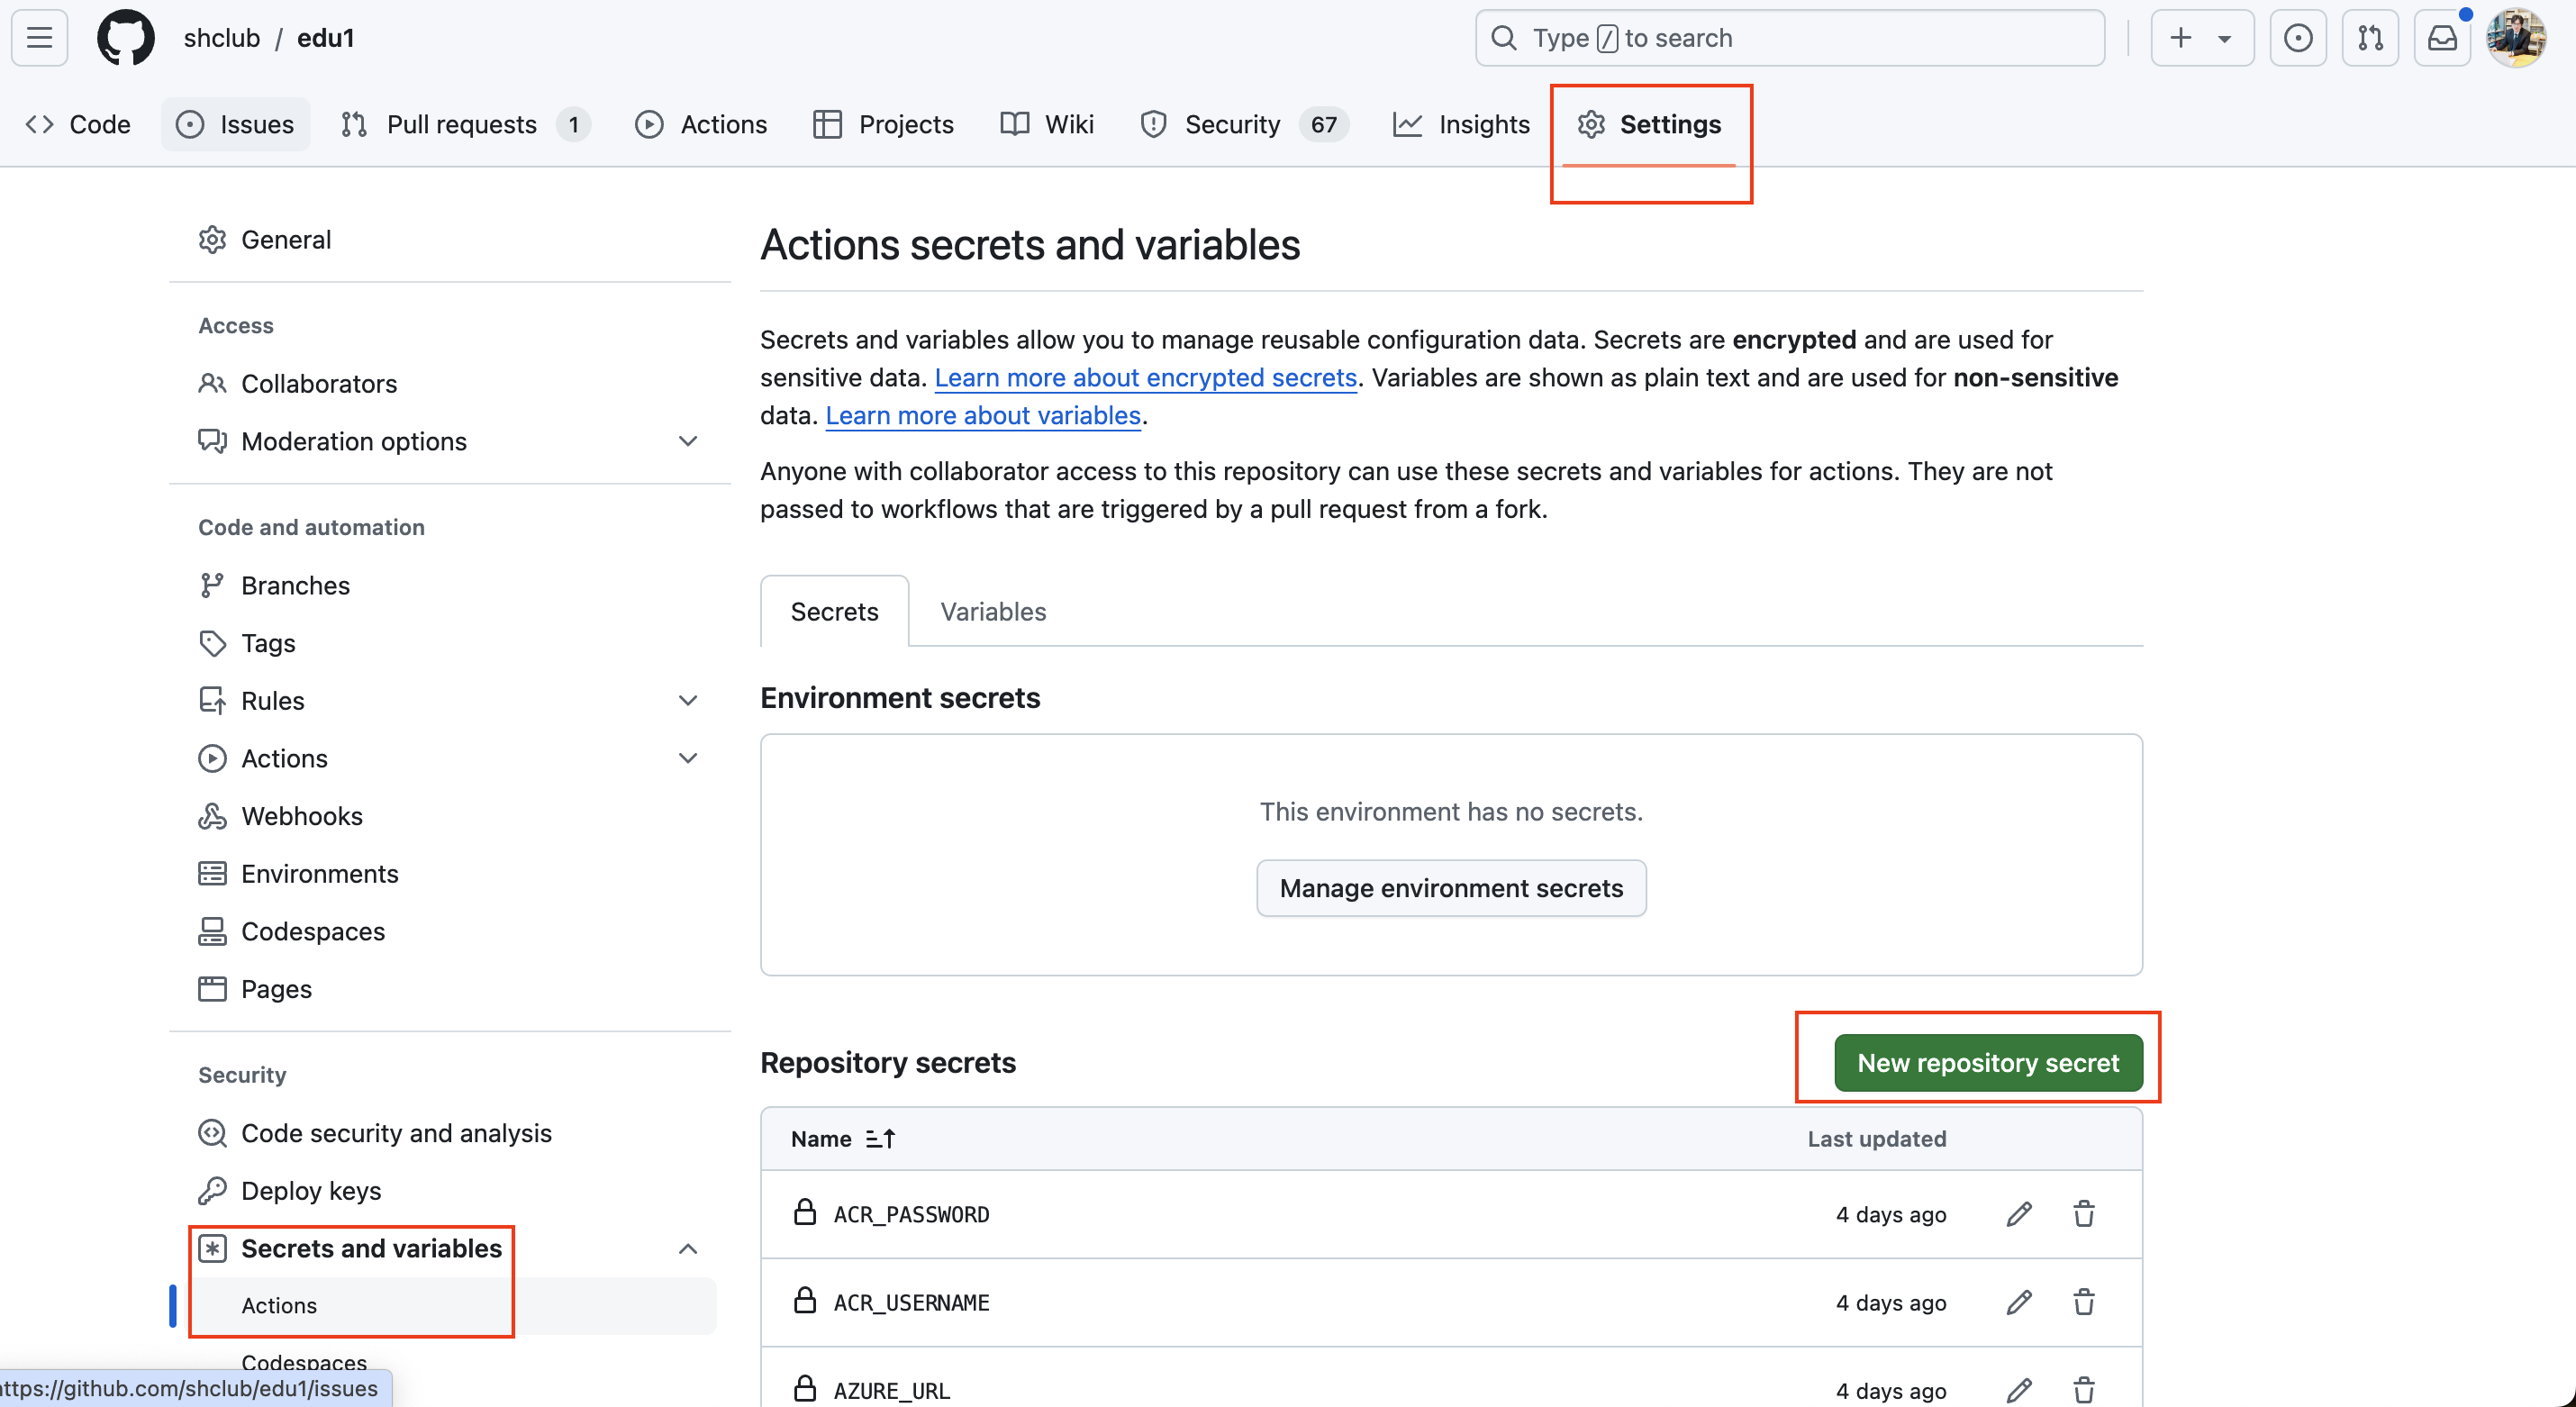 shclub / edu1
Type / to search
Code
Issues
Pull requests 1
Actions
Projects
Wiki
Security 67
Insights
Settings
General
Access
Collaborators
Moderation options
Code and automation
Branches
Tags
Rules
Actions
Webhooks
Environments
Codespaces
Pages
Security
Code security and analysis
Deploy keys
Secrets and variables
Actions
Codespaces
ttps://github.com/shclub/edu1/issues
Actions secrets and variables
Secrets and variables allow you to manage reusable configuration data. Secrets are encrypted and are used for
sensitive data. Learn more about encrypted secrets. Variables are shown as plain text and are used for non-sensitive
data. Learn more about variables.
Anyone with collaborator access to this repository can use these secrets and variables for actions. They are not
passed to workflows that are triggered by a pull request from a fork.
Secrets
Variables
Environment secrets
This environment has no secrets.
Manage environment secrets
Repository secrets
New repository secret
Name
Last updated
ACR_PASSWORD
4 days ago
ACR_USERNAME
4 days ago
AZURE_URL
4 days ago